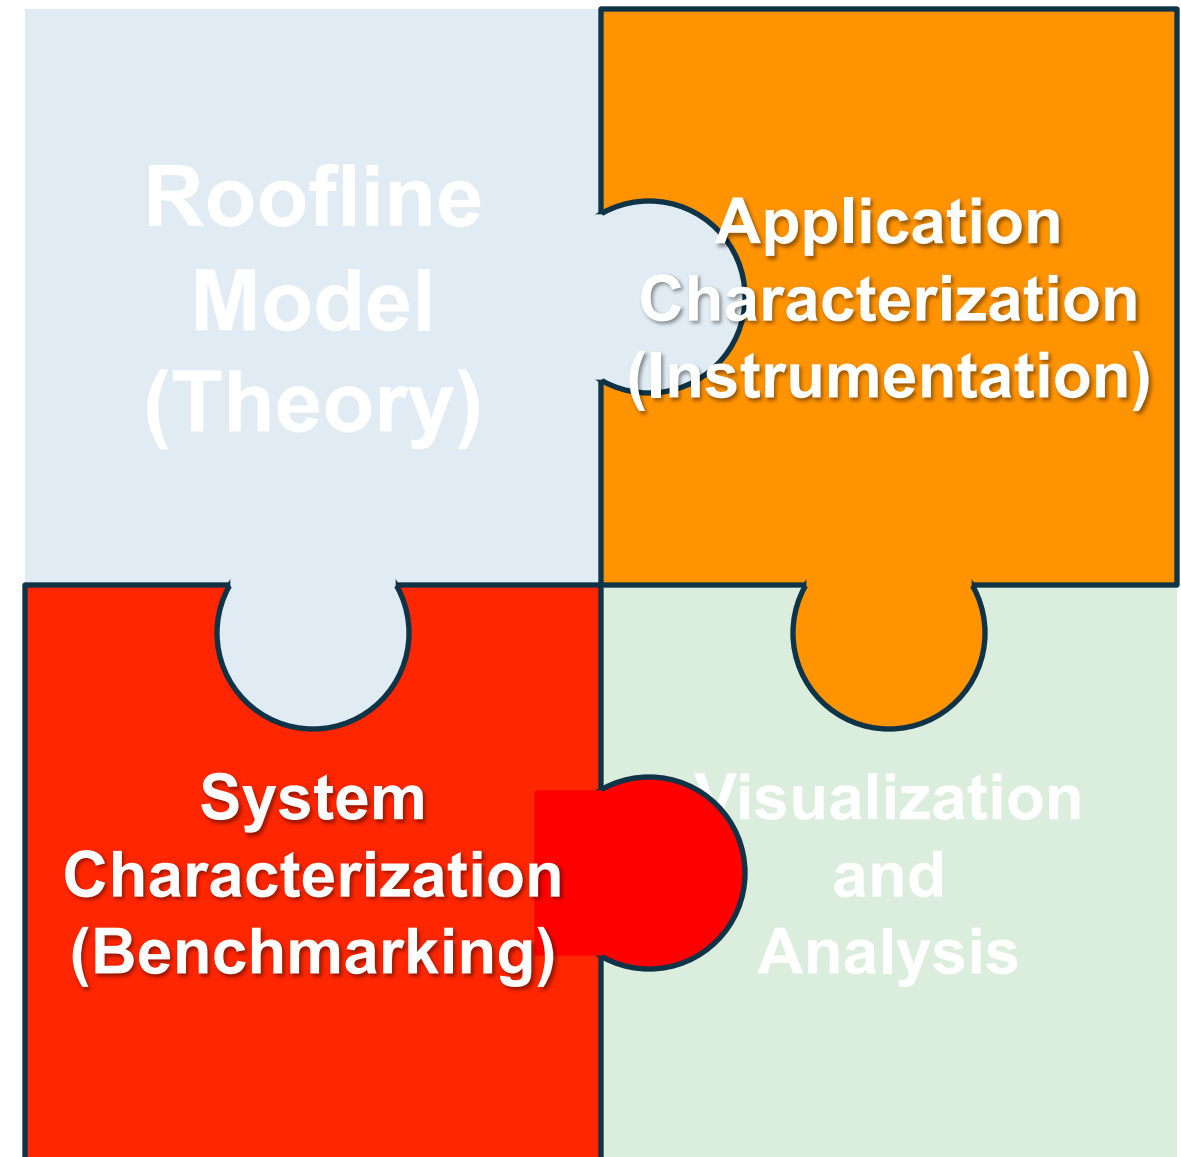 Roofline
Model
(Theory)
Application
Characterization
(Instrumentation)
System
Characterization
(Benchmarking)
Visualization
and
Analysis